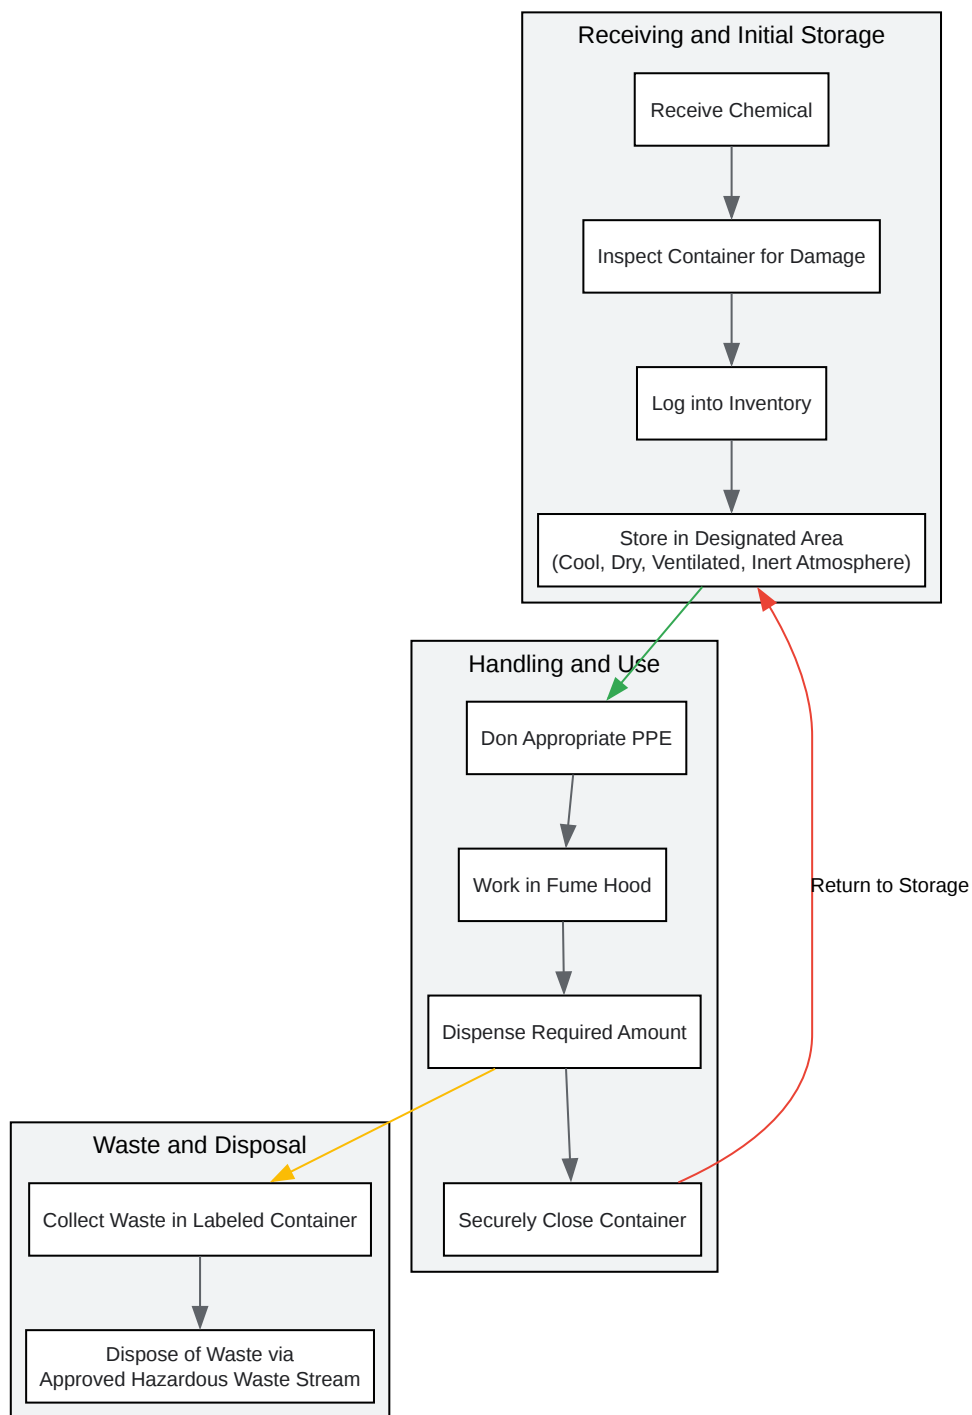 Receiving and Initial Storage
Receive Chemical
Inspect Container for Damage
Log into Inventory
Store in Designated Area
(Cool, Dry, Ventilated, Inert Atmosphere)
Handling and Use
Don Appropriate PPE
Work in Fume Hood
Return to Storage
Dispense Required Amount
Securely Close Container
Waste and Disposal
Collect Waste in Labeled Container
Dispose of Waste via
Approved Hazardous Waste Stream